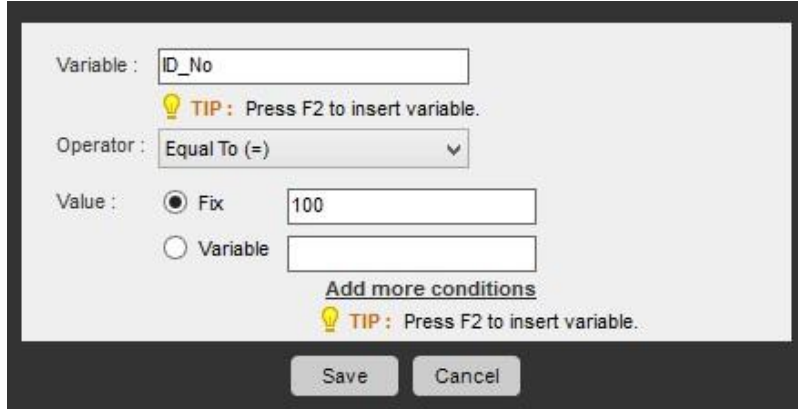 Variable : ID_No
TIP : Press F2 to insert variable.
Operator : Equal To (=)
Value : Fix 100
Variable
Add more conditions
TIP : Press F2 to insert variable.
Save Cancel